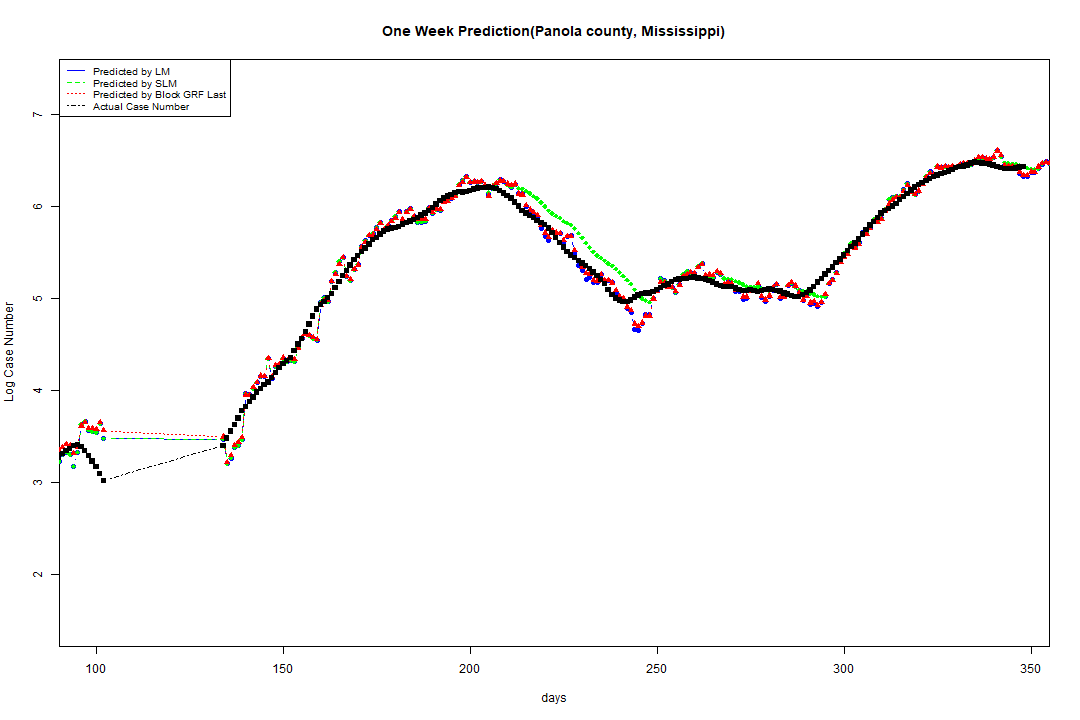 One Week Prediction(Panola county, Mississippi)
Predicted by LM
Predicted by SLM
Predicted by Block GRF Last
Actual Case Number
7
6
5
4
3
2
Log Case Number
100 150 200 250 300 350
days